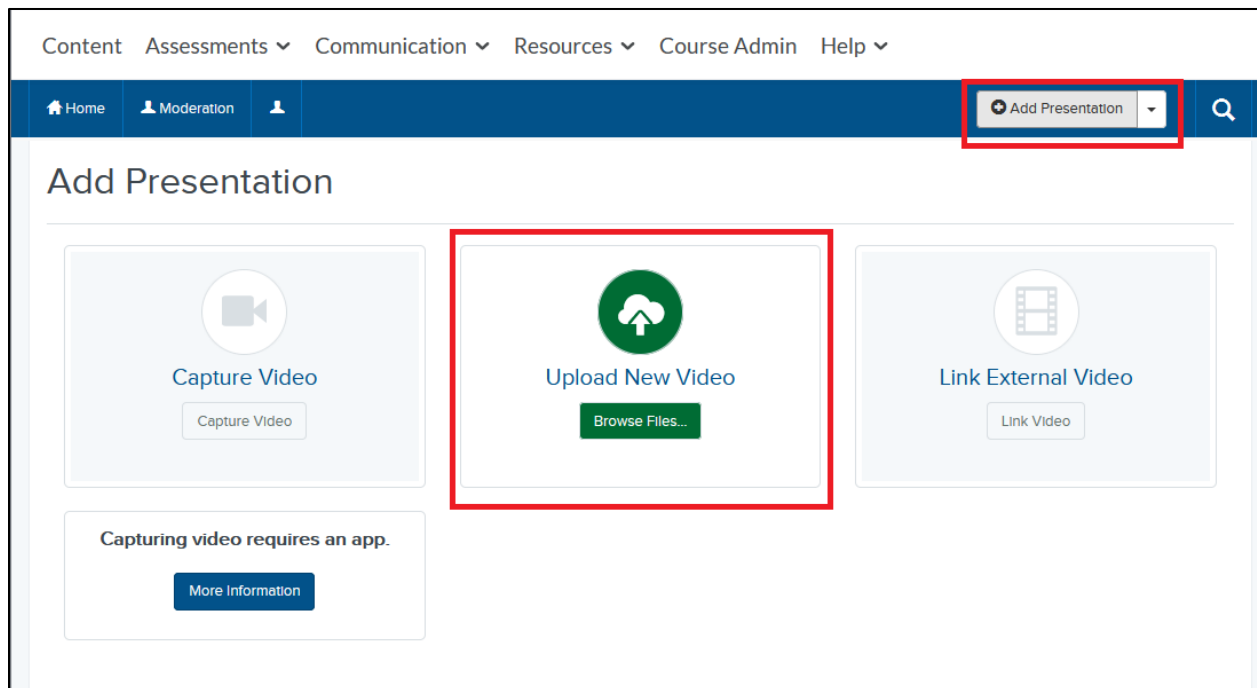 Content Assessments Communication Resources Course Admin Help
Home Moderation Add Presentation
Add Presentation
Capture Video Upload New Video Link External Video
Capture Video Browse Files... Link Video
Capturing video requires an app.
More Information